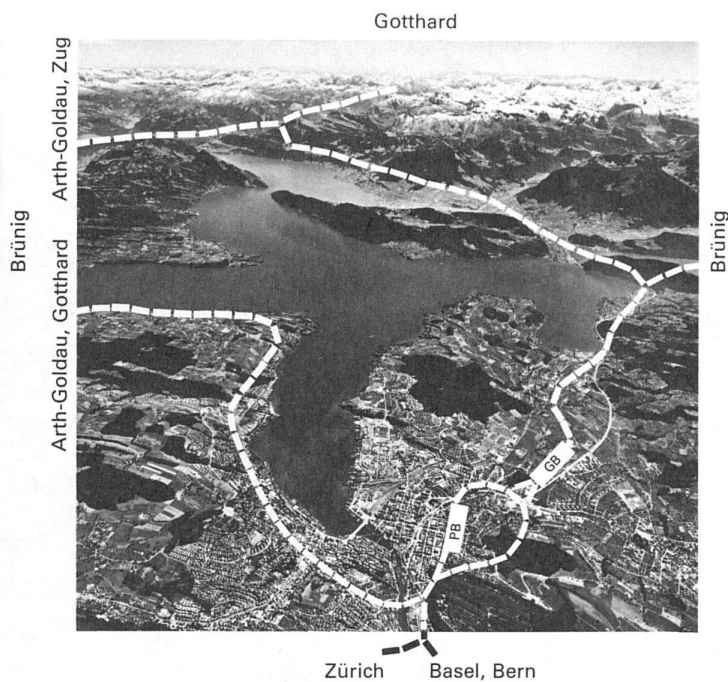 Gotthard
Arth-Goldau, Zug
Brünig
Arth-Goldau, Gotthard
Brünig
GB
PB
Zürich Basel, Bern